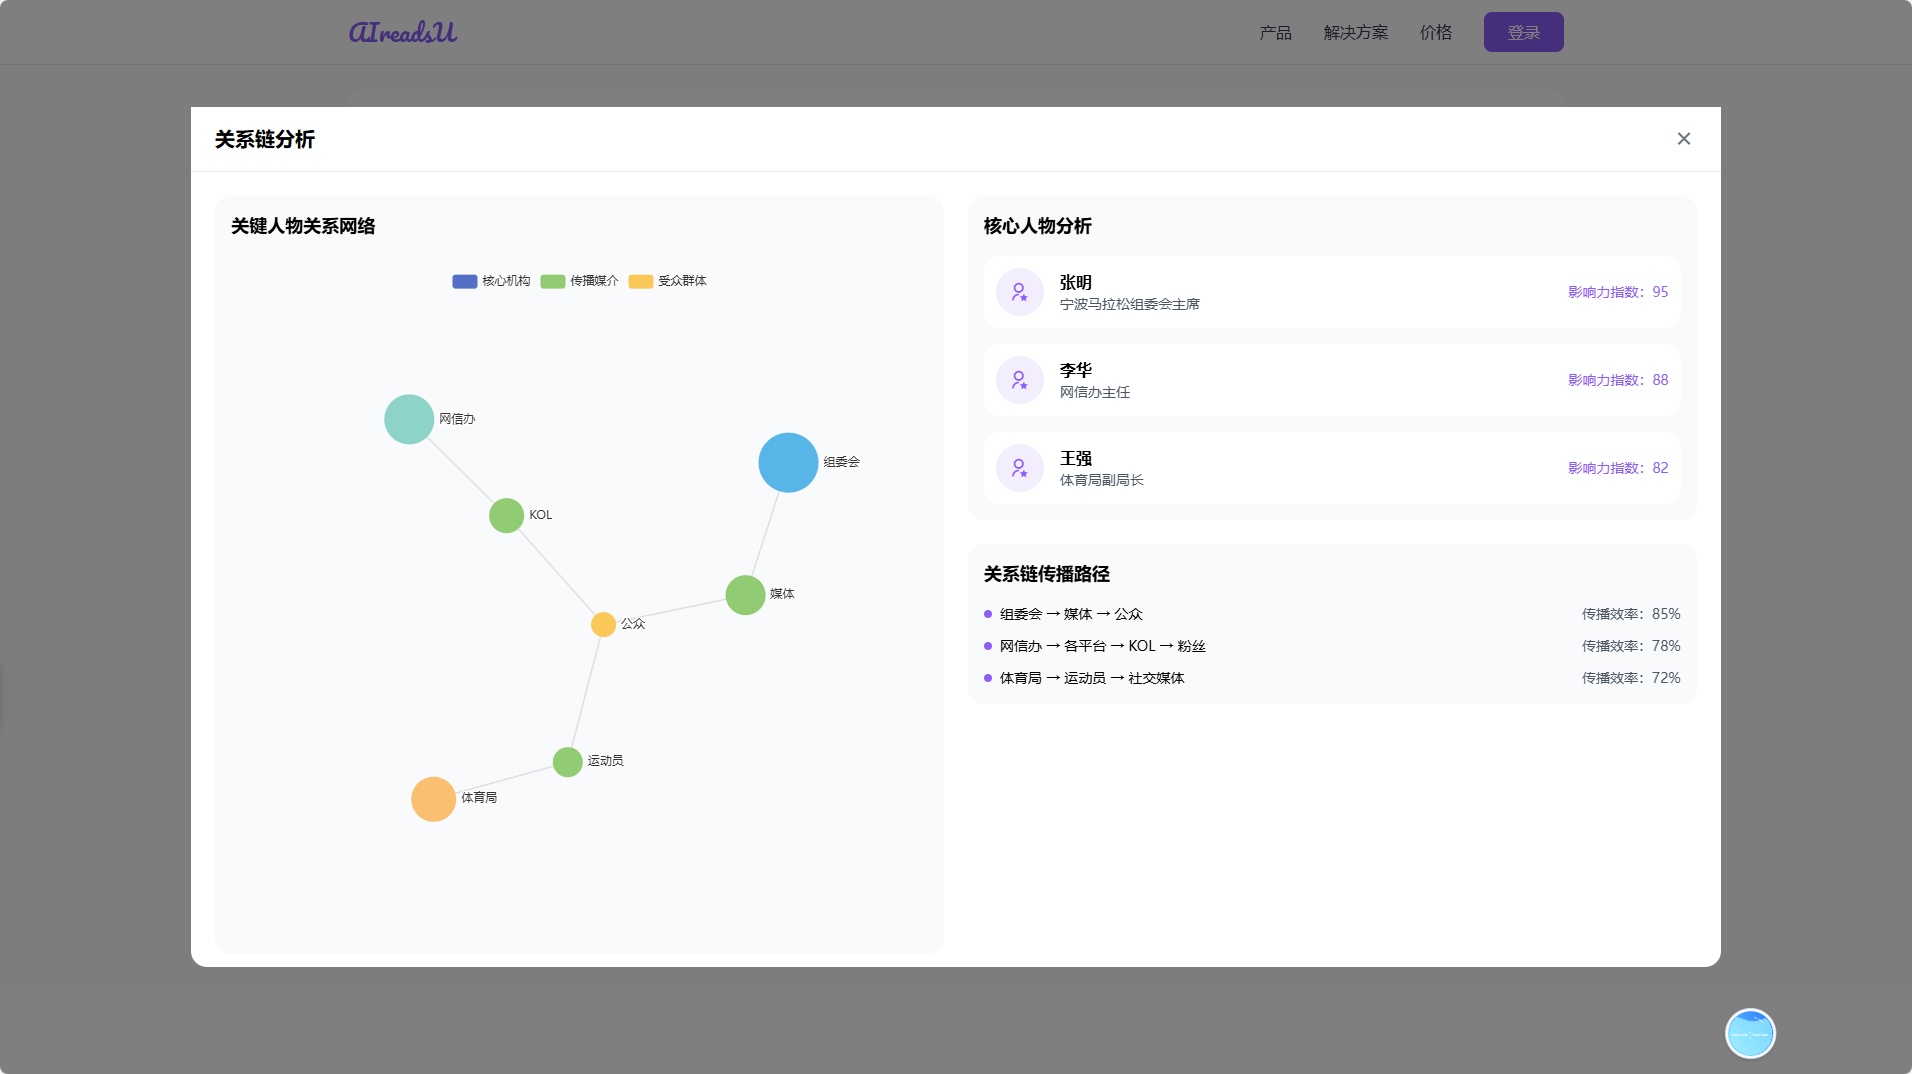 AIreadsU
产品 解决方案 价格 登录
关系链分析
关键人物关系网络
核心机构 传播媒介 受众群体
网信办
组委会
KOL
媒体
公众
运动员
体育局
核心人物分析
张明
宁波马拉松组委会主席
影响力指数：95
李华
网信办主任
影响力指数：88
王强
体育局副局长
影响力指数：82
关系链传播路径
组委会 → 媒体 → 公众 传播效率：85%
网信办 → 各平台 → KOL → 粉丝 传播效率：78%
体育局 → 运动员 → 社交媒体 传播效率：72%